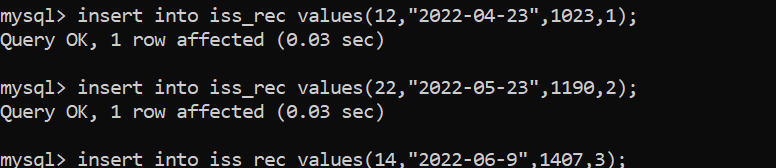 mysql> insert into iss_rec values(12,"2022-04-23",1023,1);
Query OK, 1 row affected (0.03 sec)
mysql> insert into iss_rec values(22,"2022-05-23",1190,2);
Query OK, 1 row affected (0.03 sec)
mysql> insert into iss_rec values(14,"2022-06-9",1407,3);